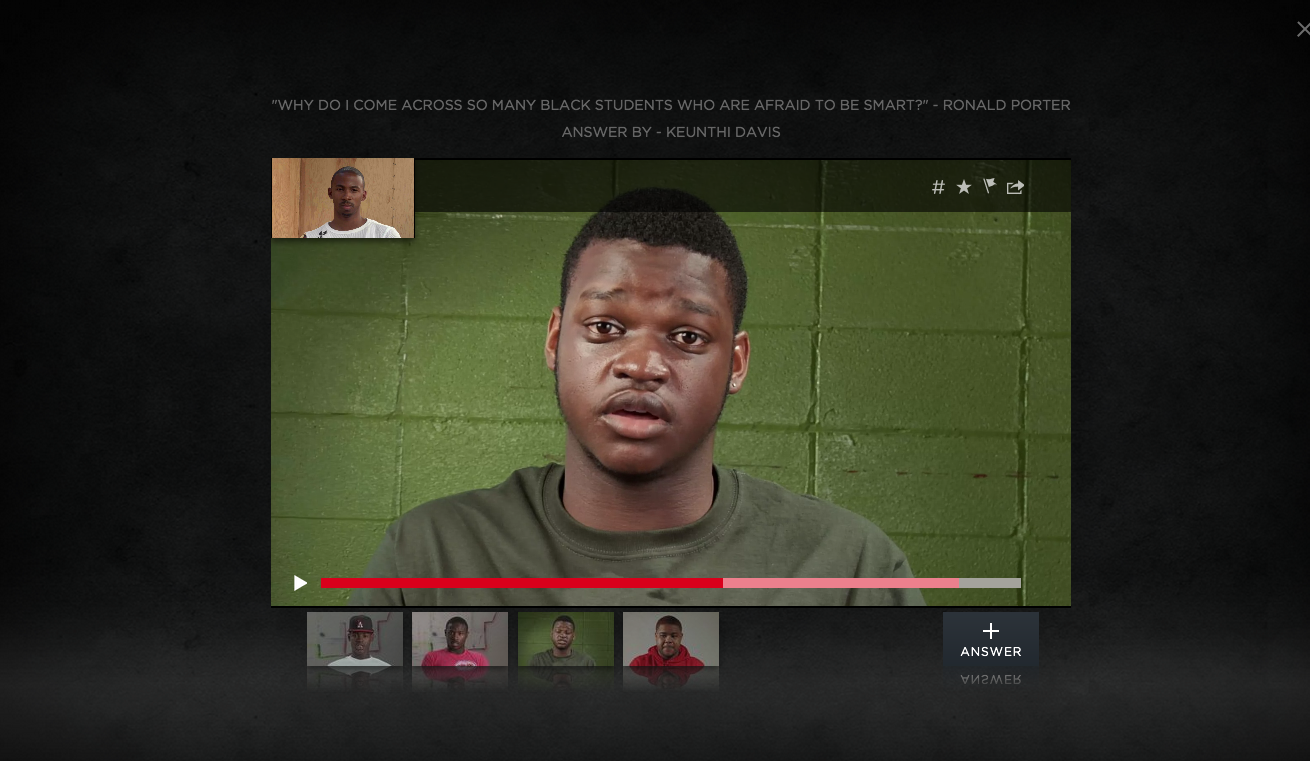 "WHY DO I COME ACROSS SO MANY BLACK STUDENTS WHO ARE AFRAID TO BE SMART?" - RONALD PORTER
ANSWER BY - KEUNTHI DAVIS
#
+
ANSWER